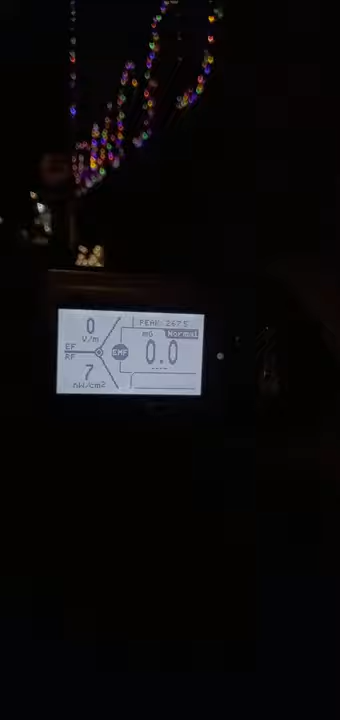 PEAK: 267.5
0
mG Normal
V/m
EF
EMF
0.0
RF
7
nW/cm2